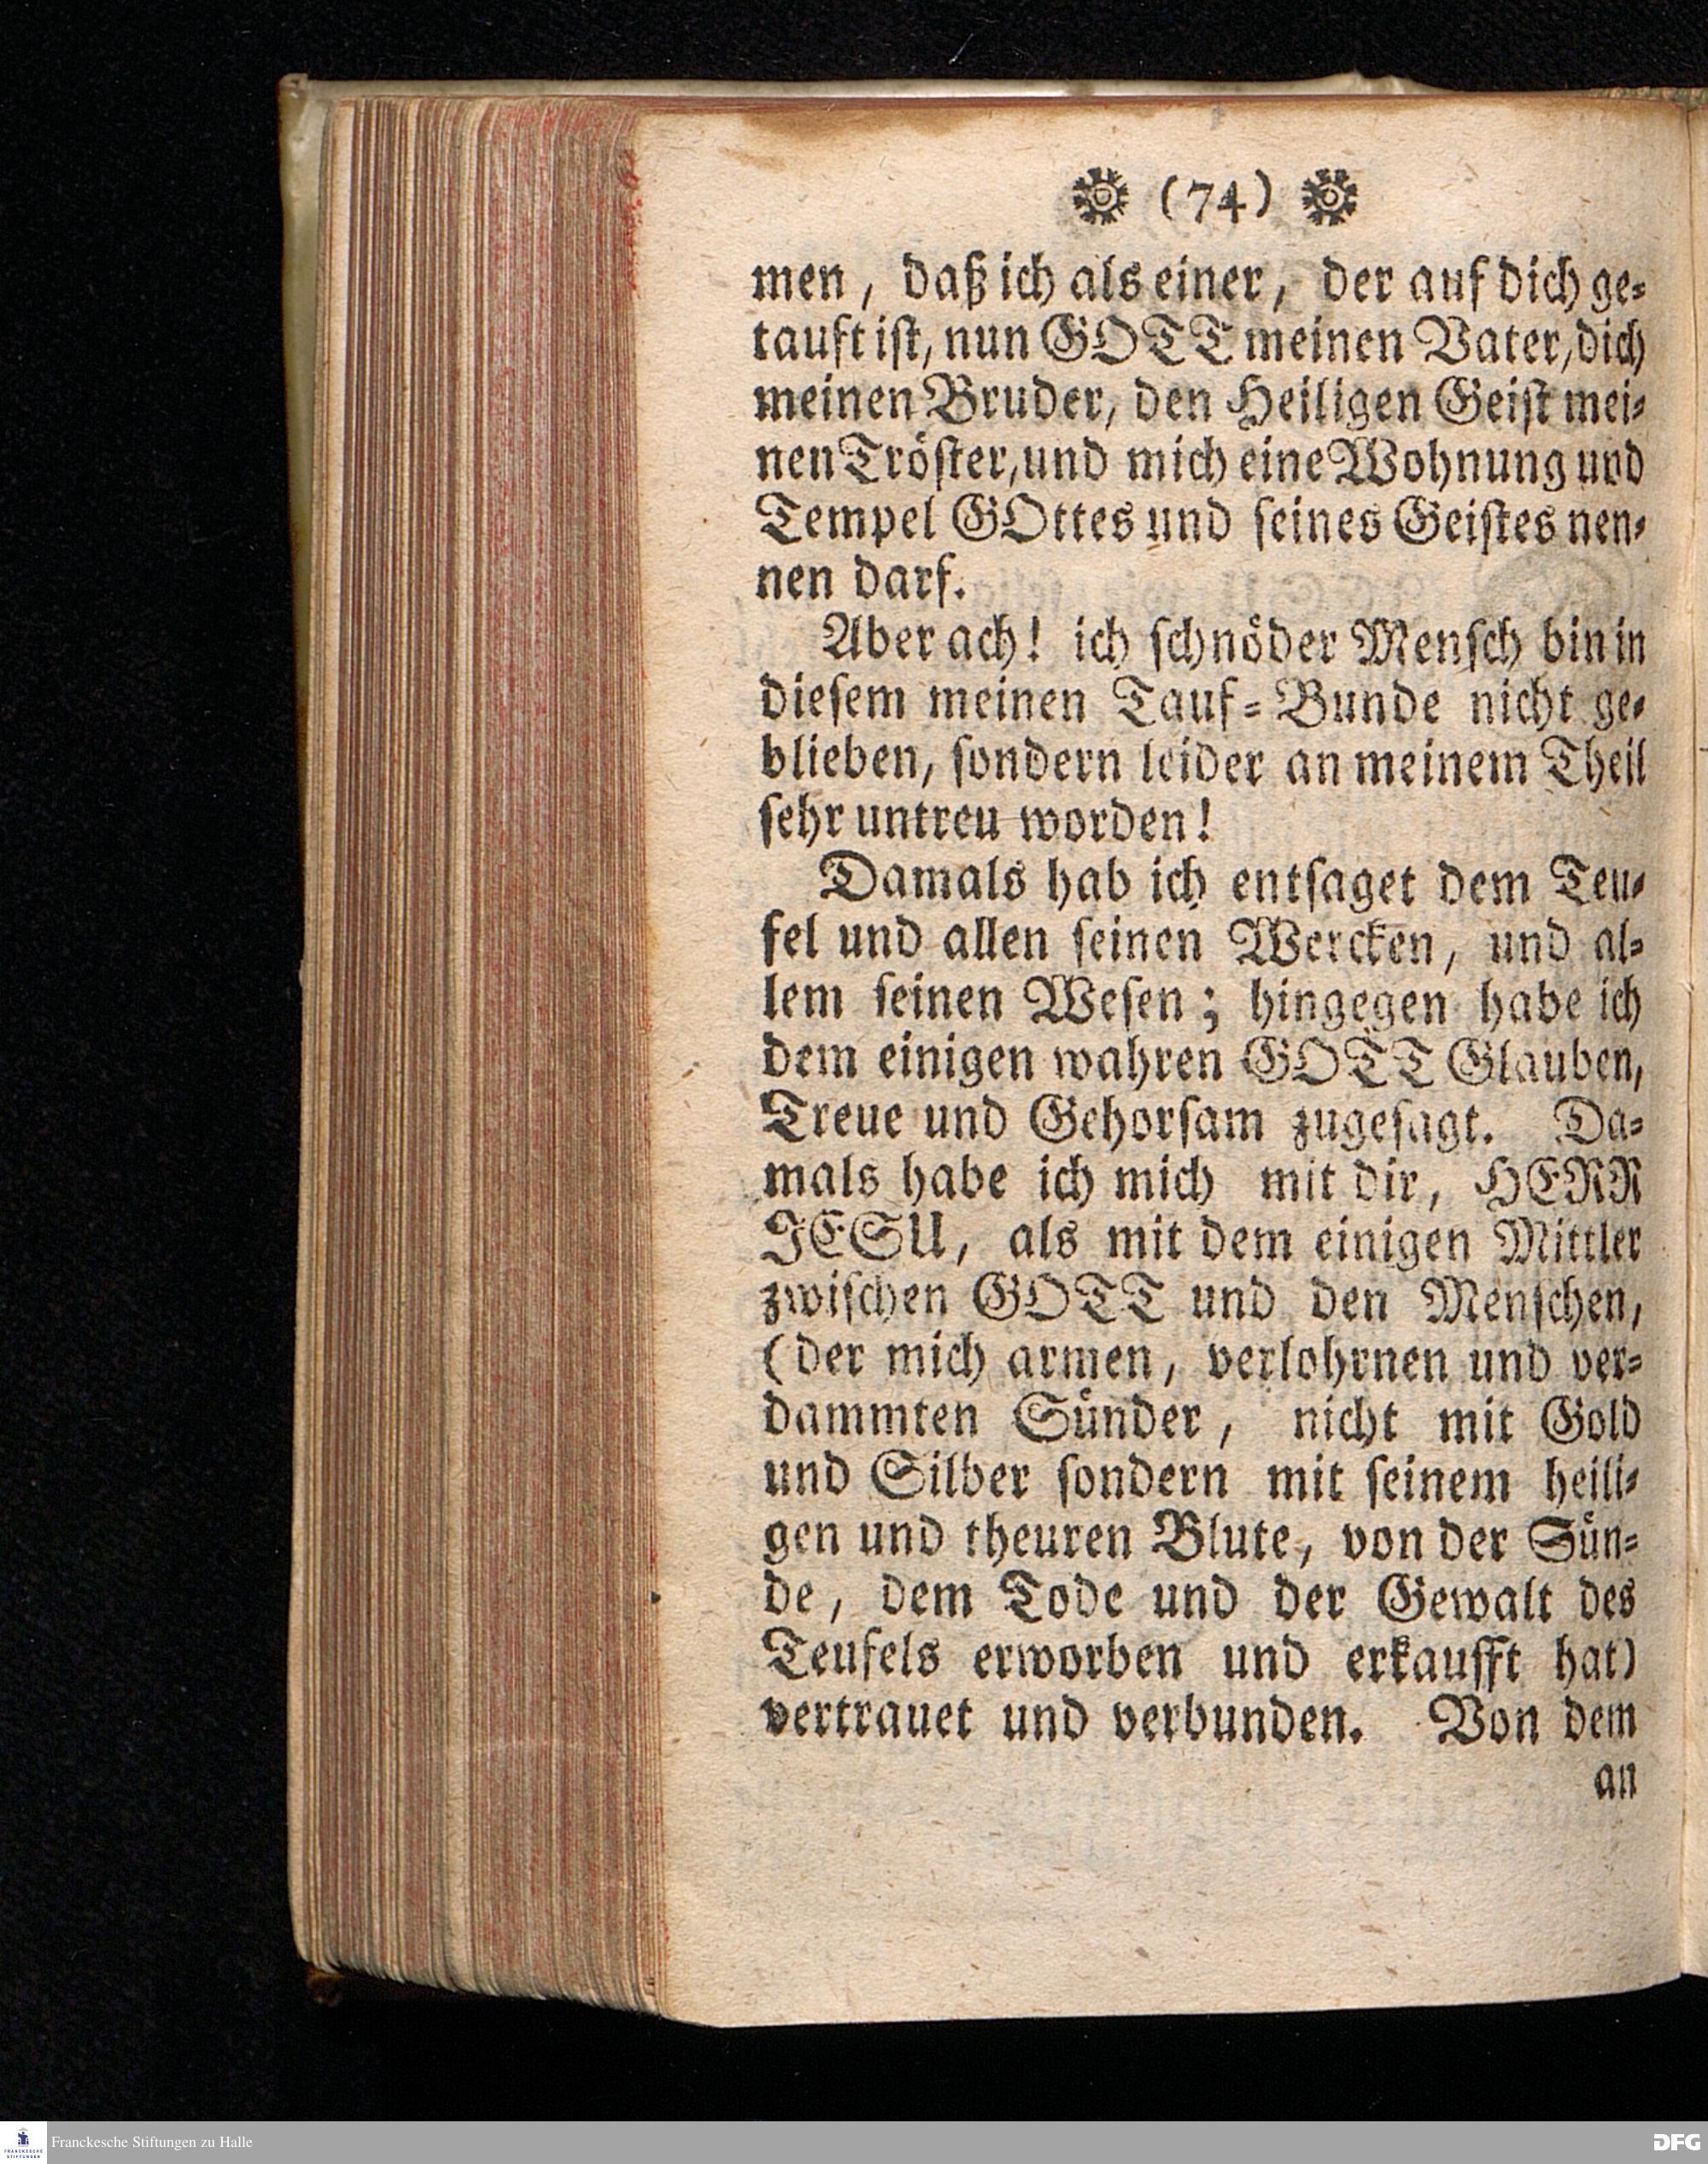 (74)
men, daß ich als einer, der auf dich ge-
tauft ist, nun GOTT meinen Vater, dich
meinen Bruder, den Heiligen Geist mei-
nen Tröster, und mich eine Wohnung und
Tempel GOttes und seines Geistes nen-
nen darf.
Aber ach! ich schnöder Mensch bin in
diesem meinen Tauf-Bunde nicht ge-
blieben, sondern leider an meinem Theil
sehr untreu worden!
Damals hab ich entsaget dem Teu-
fel und allen seinen Wercken, und al-
lem seinen Wesen; hingegen habe ich
dem einigen wahren GOTT Glauben,
Treue und Gehorsam zugesagt. Da-
mals habe ich mich mit dir, HERR
JESU, als mit dem einigen Mittler
zwischen GOTT und den Menschen,
(der mich armen, verlohrnen und ver-
dammten Sünder, nicht mit Gold
und Silber sondern mit seinem heili-
gen und theuren Blute, von der Sün-
de, dem Tode und der Gewalt des
Teufels erworben und erkaufft hat)
vertrauet und verbunden. Von dem
an
FRANCKESCHE
STIFTUNGEN
Franckesche Stiftungen zu Halle
DFG